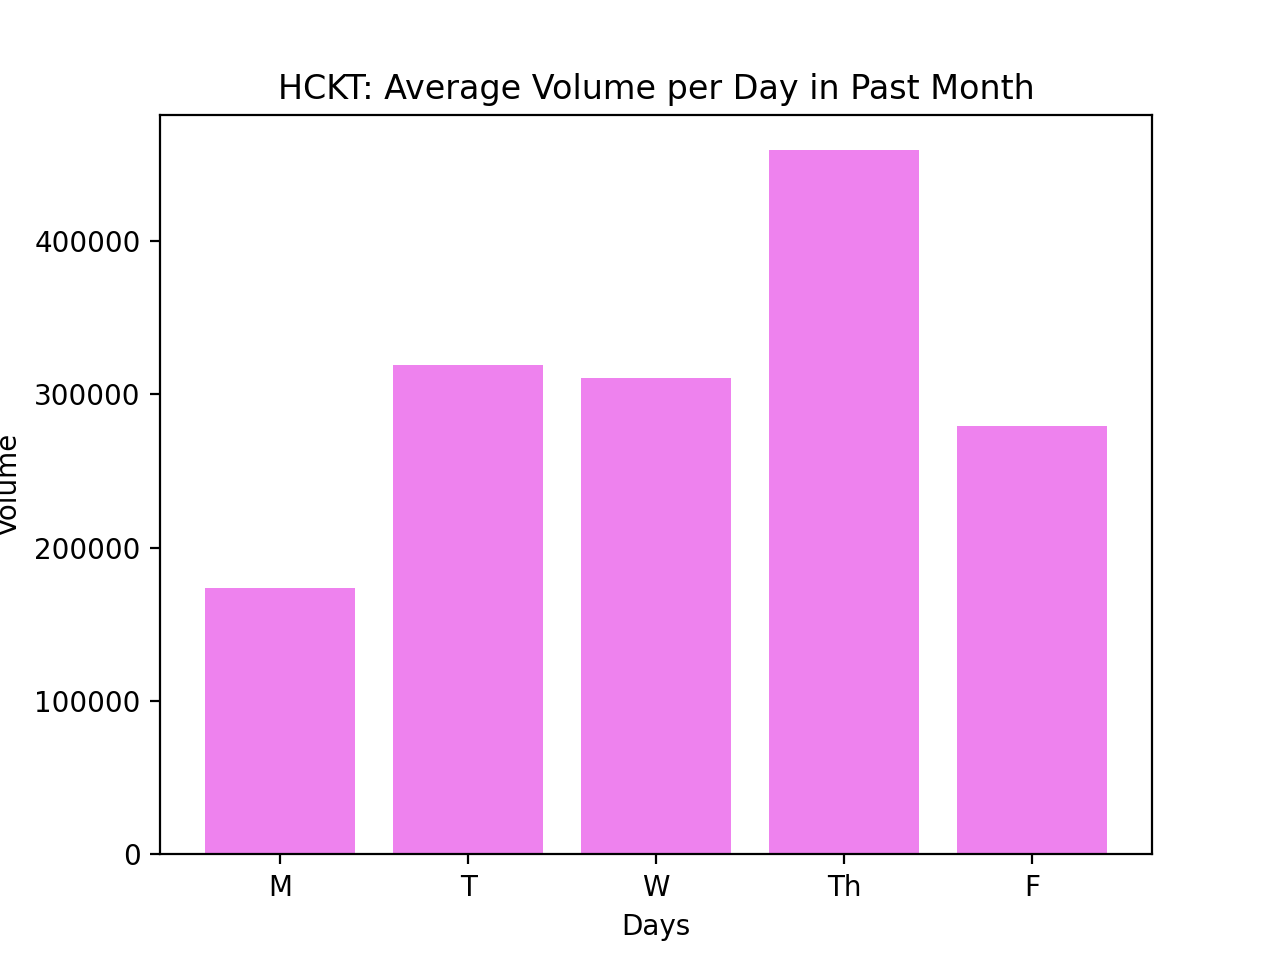 HCKT: Average Volume per Day in Past Month
Volume
400000
300000
200000
100000
0
M T W Th F
Days